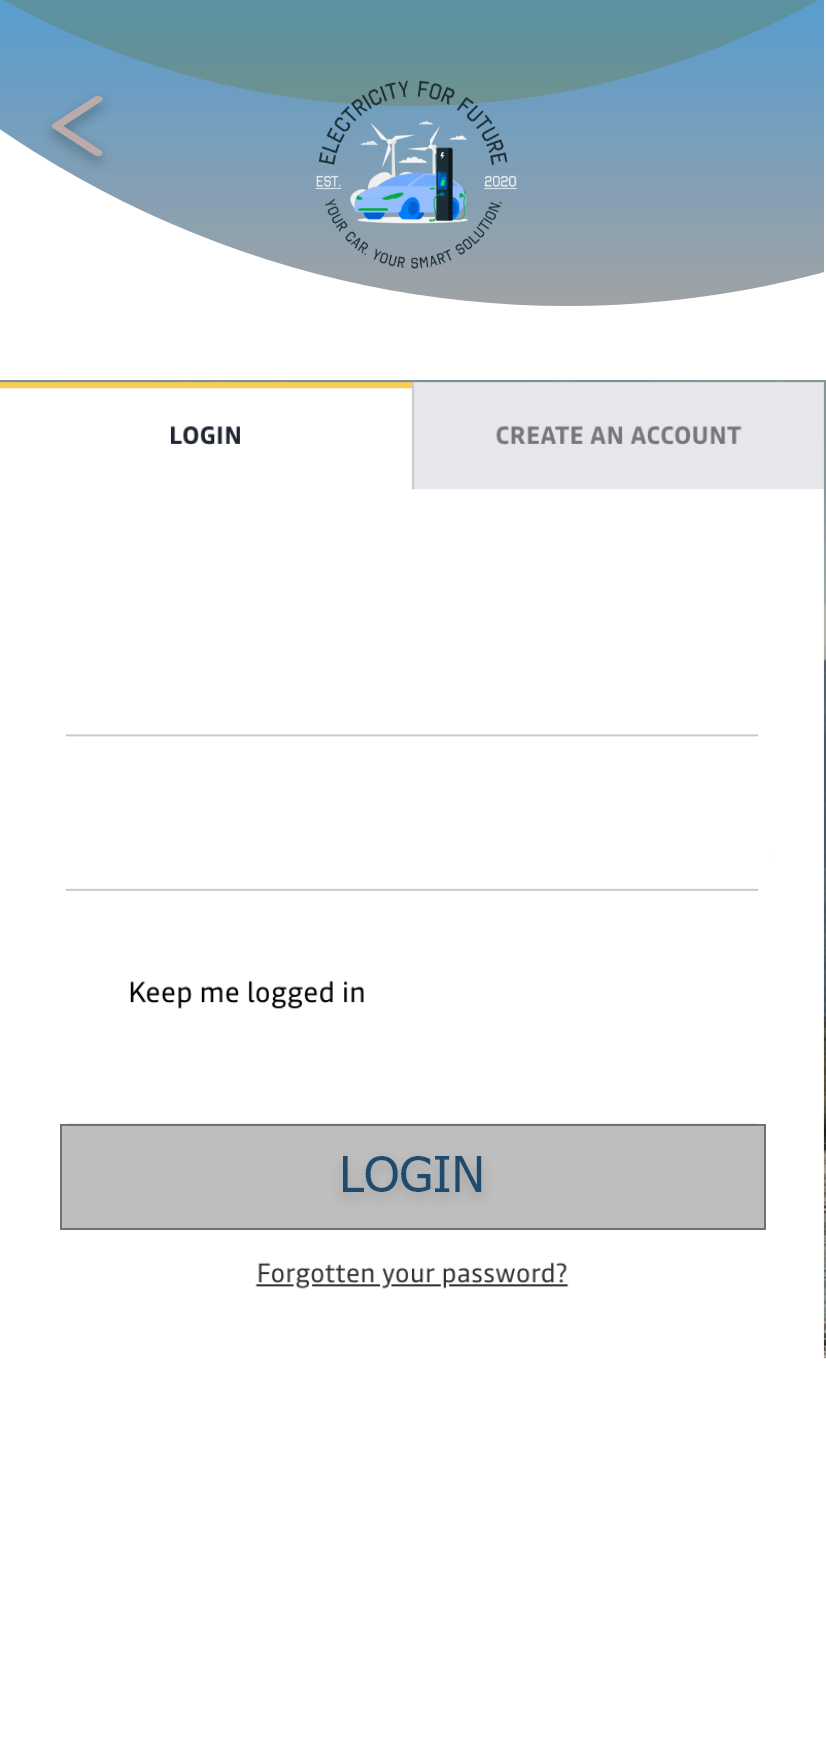 ELECTRICITY FOR FUTURE
EST. 2020
YOUR CAR. YOUR SMART SOLUTION.
LOGIN
CREATE AN ACCOUNT
Keep me logged in
LOGIN
Forgotten your password?